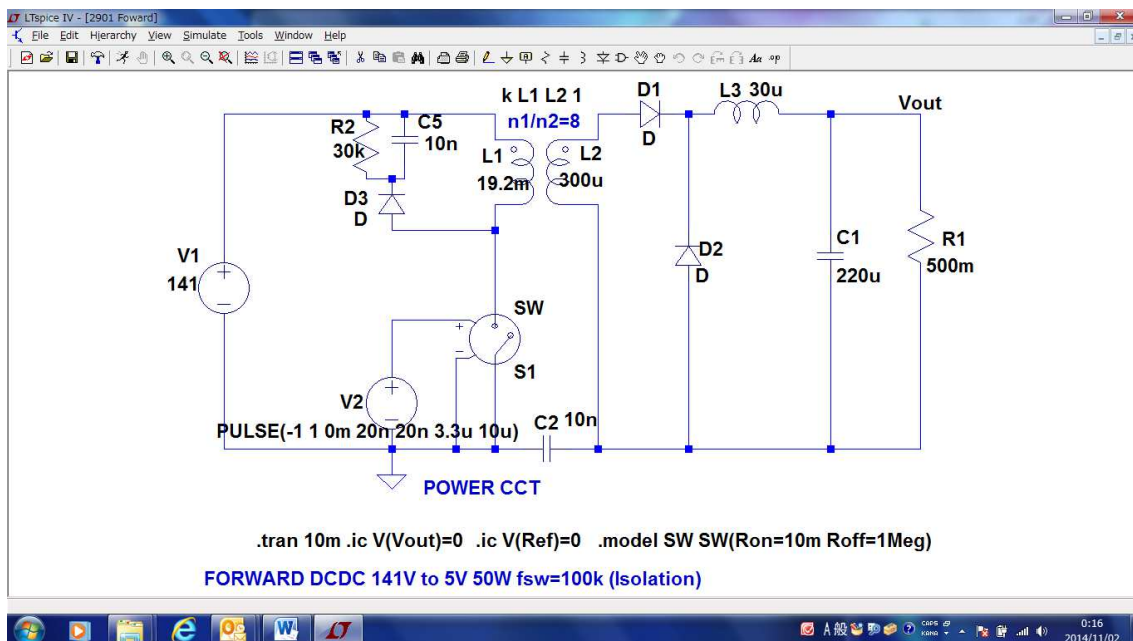 LTspice IV - [2901 Foward]
File Edit Hierarchy View Simulate Tools Window Help
k L1 L2 1
n1/n2=8
D1
D
L3 30u
Vout
R2
30k
C5
10n
L1
19.2m
L2
300u
D3
D
D2
D
C1
220u
R1
500m
V1
141
SW
S1
V2
PULSE(-1 1 0m 20n 20n 3.3u 10u)
C2 10n
POWER CCT
.tran 10m .ic V(Vout)=0 .ic V(Ref)=0 .model SW SW(Ron=10m Roff=1Meg)
FORWARD DCDC 141V to 5V 50W fsw=100k (Isolation)
A 般
CAPS
KANA
0:16
2014/11/02